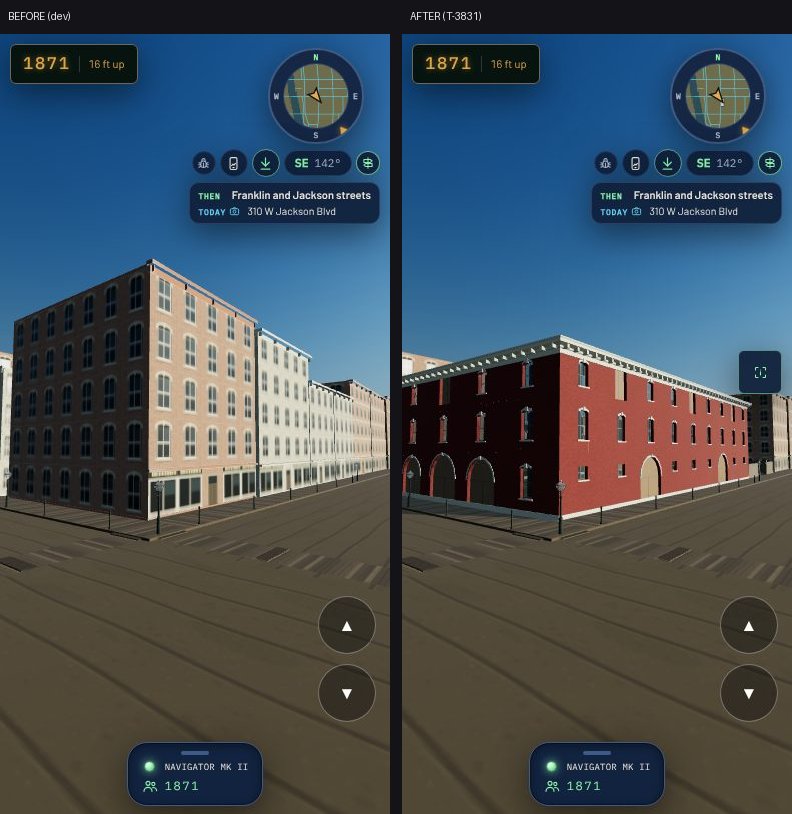 BEFORE (dev)
1871 16 ft up
N
W E
S
SE 142°
THEN Franklin and Jackson streets
TODAY 310 W Jackson Blvd
NAVIGATOR MK II
1871
AFTER (T-3831)
1871 16 ft up
N
W E
S
SE 142°
THEN Franklin and Jackson streets
TODAY 310 W Jackson Blvd
NAVIGATOR MK II
1871